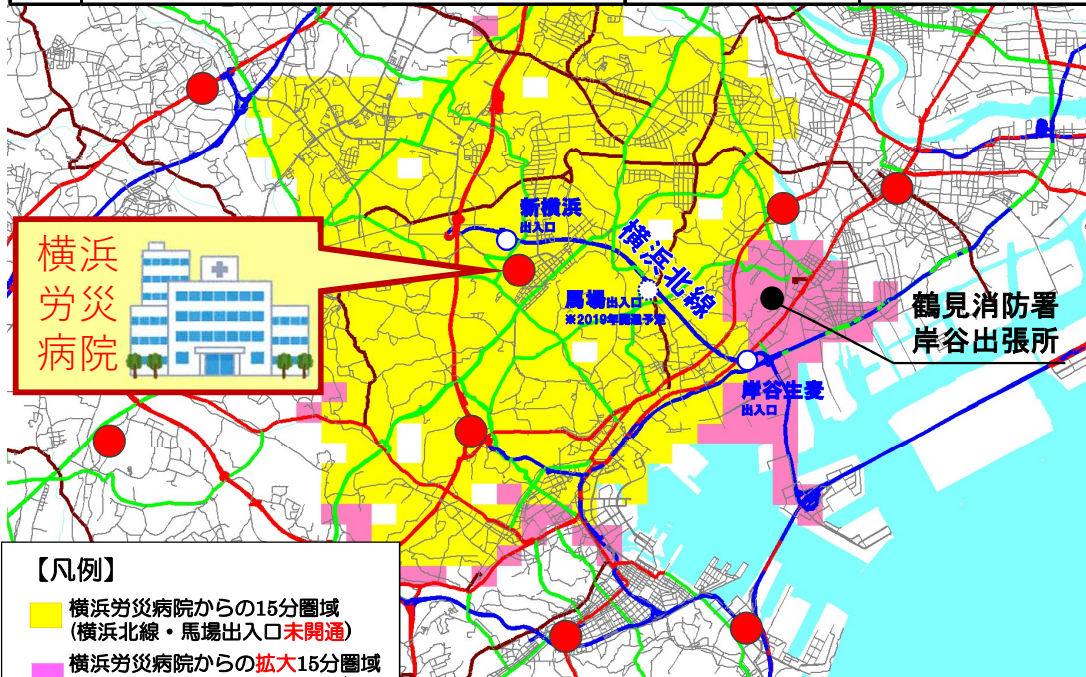 新横浜
出入口
横浜北線
横浜
労災
病院
馬場出入口
※2019年開通予定
鶴見消防署
岸谷出張所
岸谷生麦
出入口
【凡例】
横浜労災病院からの15分圏域
(横浜北線・馬場出入口未開通)
横浜労災病院からの拡大15分圏域